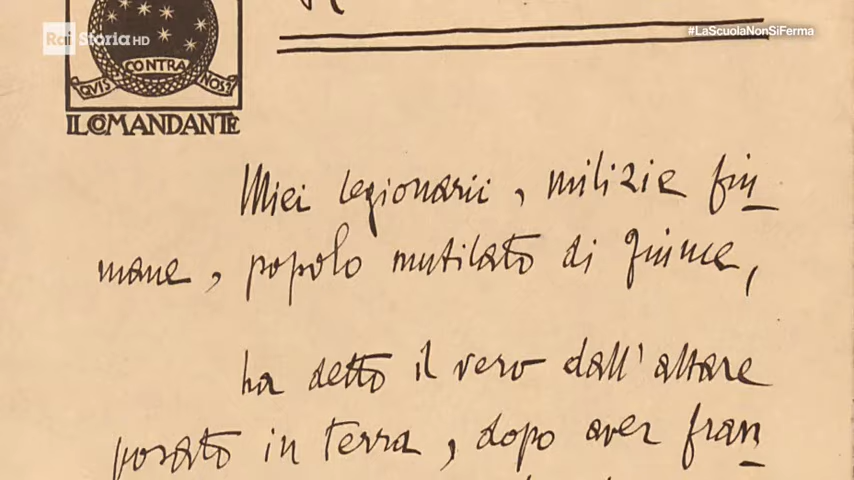 Rai Storia HD
#LaScuolaNonSiFerma
QUIS CONTRA NOS?
IL COMANDANTE
Miei legionarii, milizie fiu-
mane, popolo mutilato di Fiume,
ha detto il vero dall'altare
posato in terra, dopo aver fran-